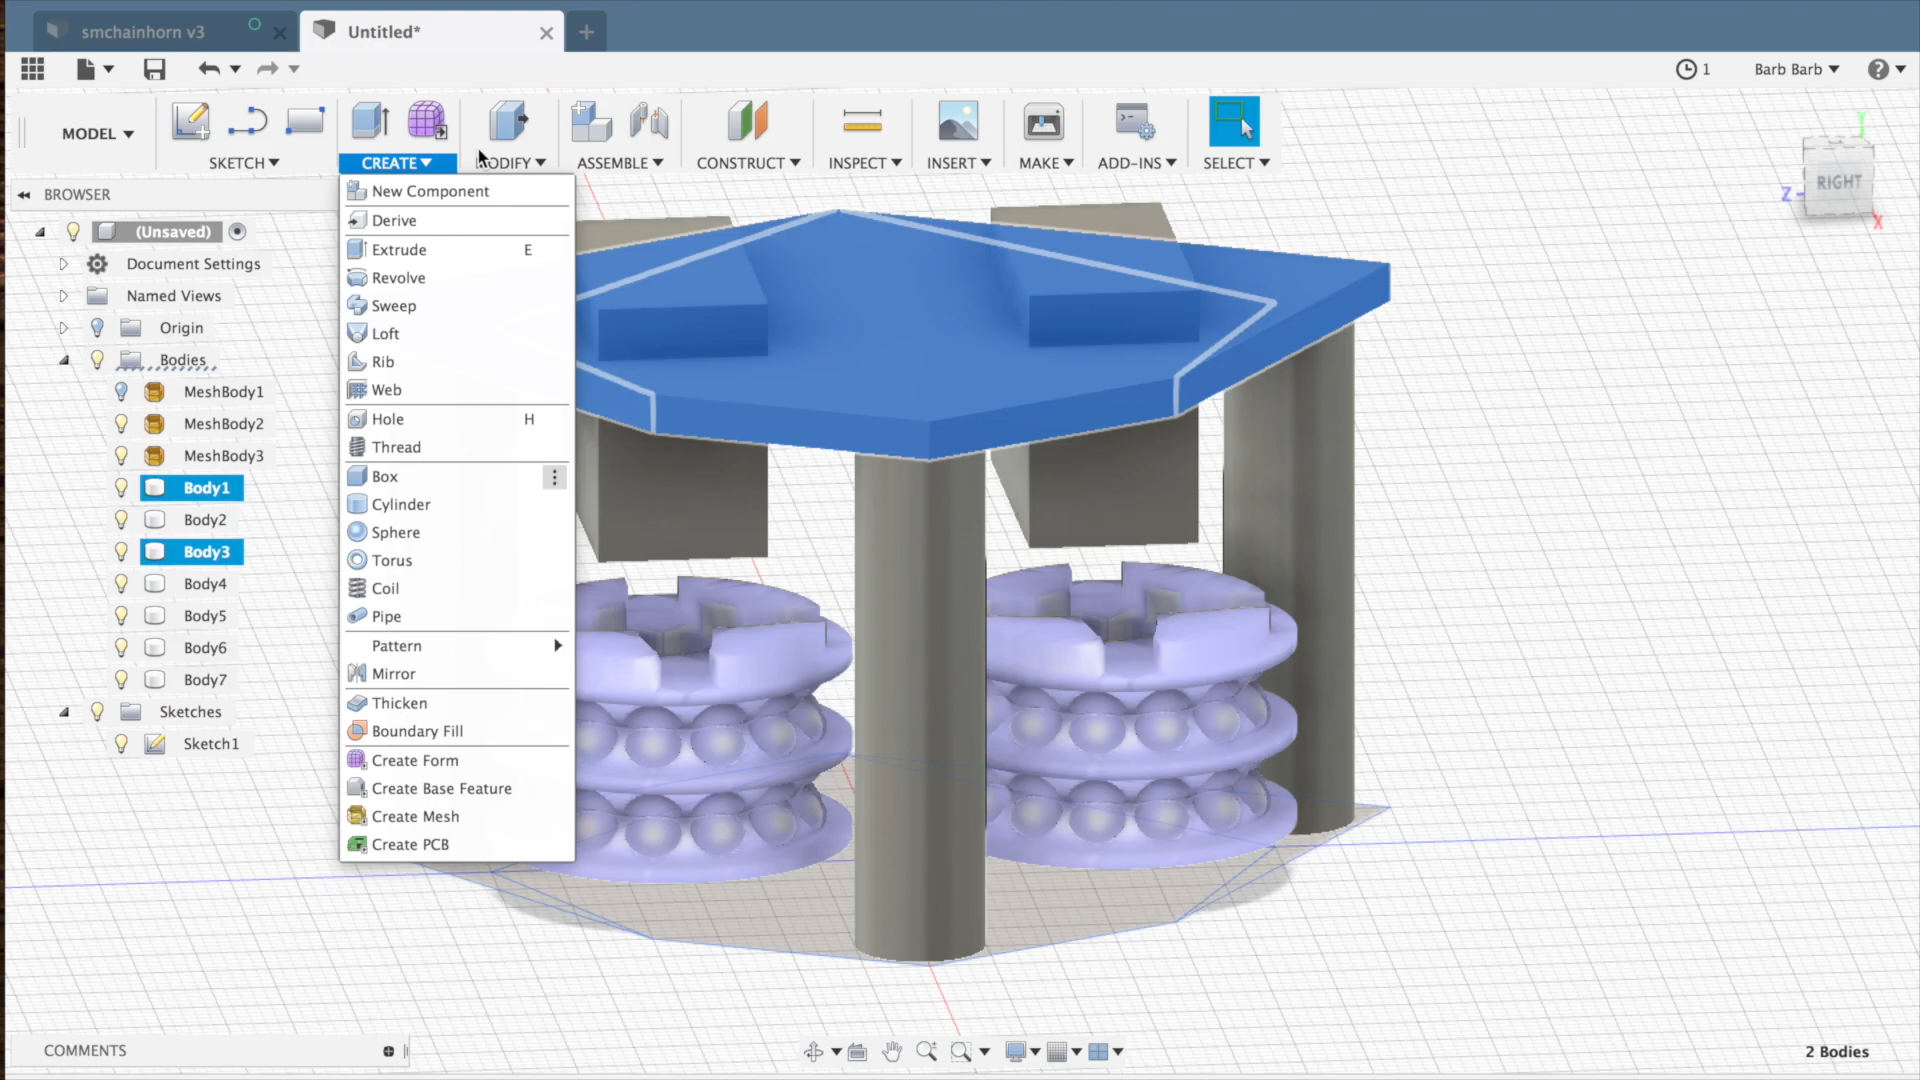 smchainhorn v3
Untitled*
1
Barb Barb
?
MODEL
SKETCH
CREATE
MODIFY
ASSEMBLE
CONSTRUCT
INSPECT
INSERT
MAKE
ADD-INS
SELECT
BROWSER
(Unsaved)
Document Settings
Named Views
Origin
Bodies
MeshBody1
MeshBody2
MeshBody3
Body1
Body2
Body3
Body4
Body5
Body6
Body7
Sketches
Sketch1
New Component
Derive
Extrude E
Revolve
Sweep
Loft
Rib
Web
Hole H
Thread
Box
Cylinder
Sphere
Torus
Coil
Pipe
Pattern
Mirror
Thicken
Boundary Fill
Create Form
Create Base Feature
Create Mesh
Create PCB
Y
Z
RIGHT
X
COMMENTS
2 Bodies